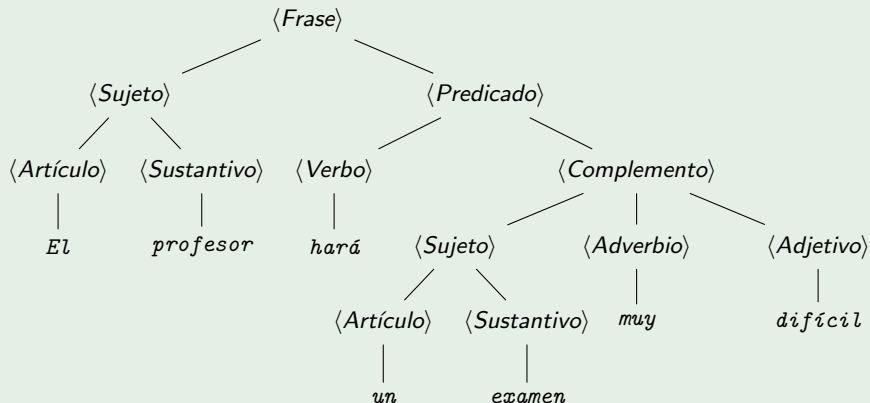 ⟨Frase⟩
⟨Sujeto⟩ ⟨Predicado⟩
⟨Artículo⟩ ⟨Sustantivo⟩ ⟨Verbo⟩ ⟨Complemento⟩
El profesor hará ⟨Sujeto⟩ ⟨Adverbio⟩ ⟨Adjetivo⟩
⟨Artículo⟩ ⟨Sustantivo⟩ muy difícil
un examen